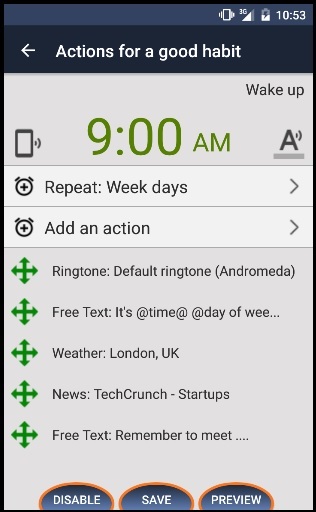 3G 10:53
Actions for a good habit
Wake up
9:00 AM A
Repeat: Week days
Add an action
Ringtone: Default ringtone (Andromeda)
Free Text: It's @time@ @day of wee...
Weather: London, UK
News: TechCrunch - Startups
Free Text: Remember to meet ....
DISABLE SAVE PREVIEW